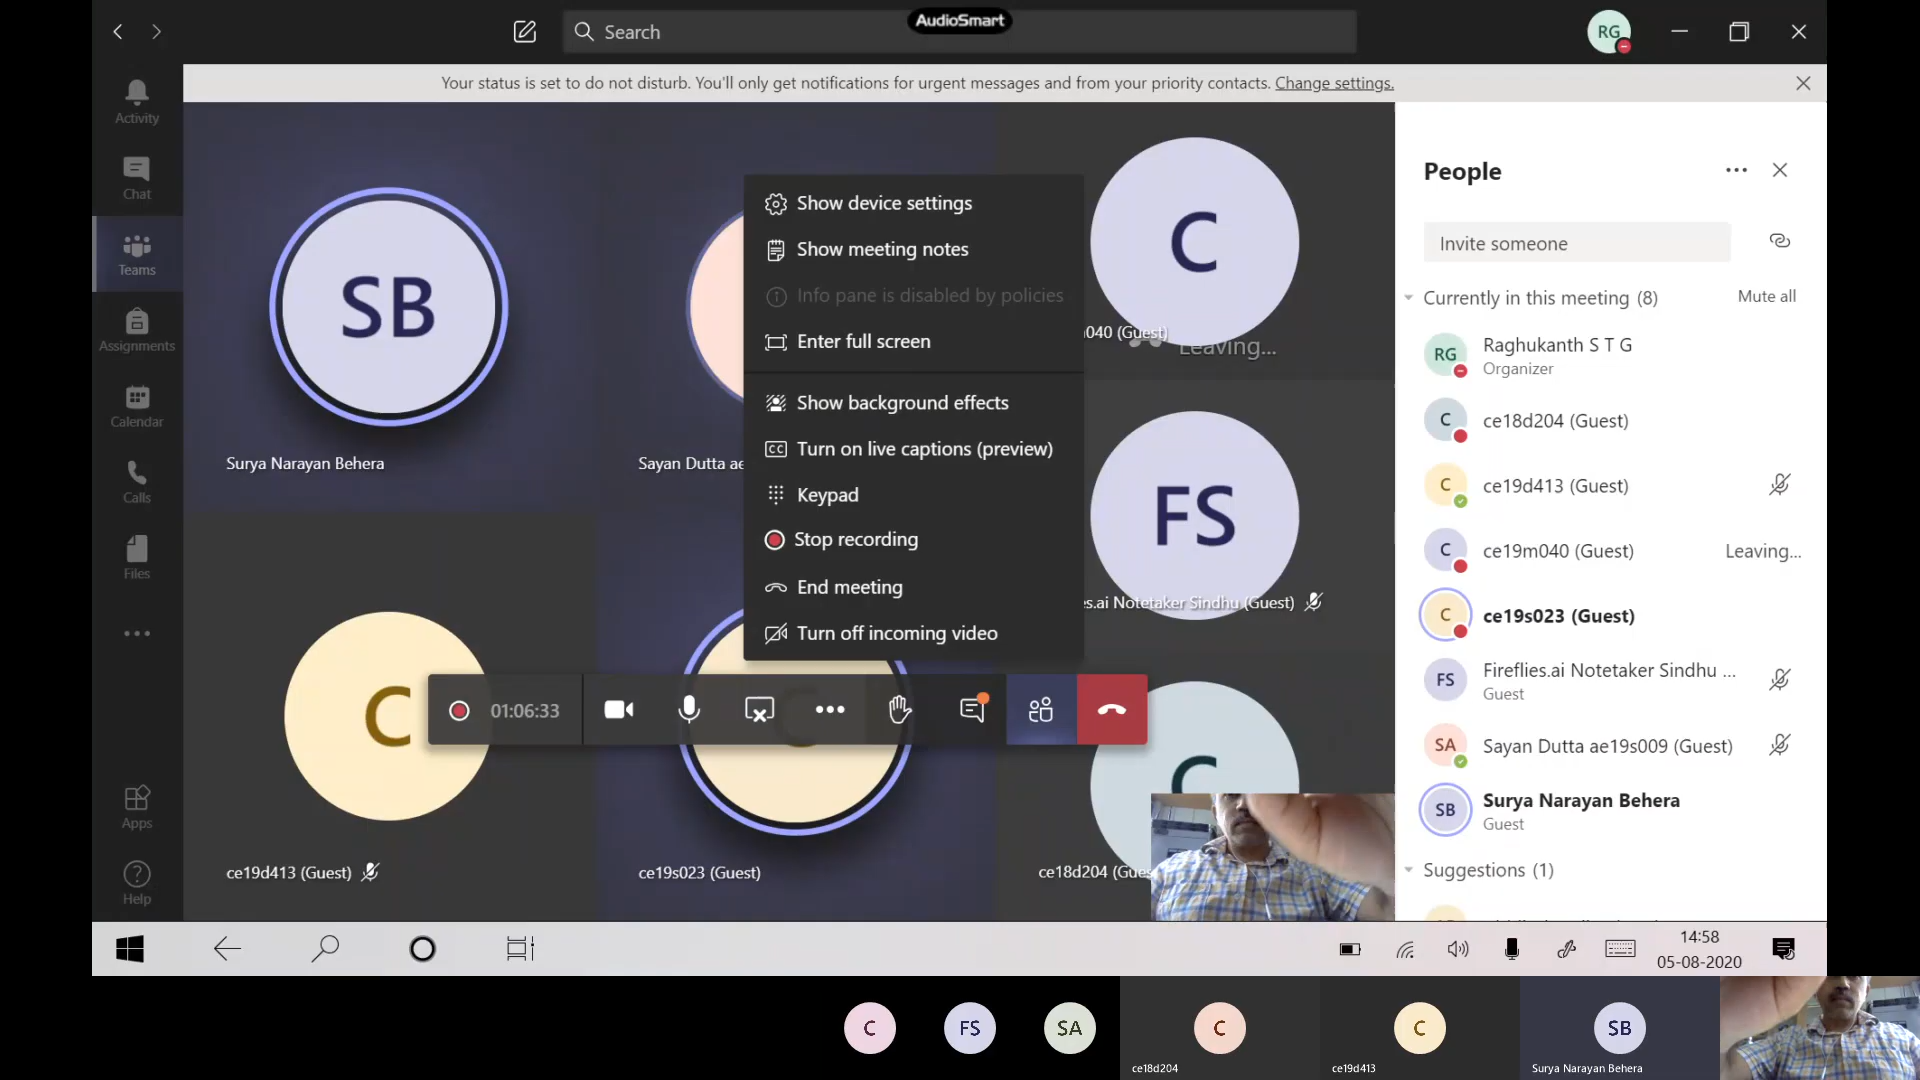 AudioSmart
Search
RG
Your status is set to do not disturb. You'll only get notifications for urgent messages and from your priority contacts. Change settings.
Activity
Chat
Teams
Assignments
Calendar
Calls
Files
Apps
Help
SB
Surya Narayan Behera
Sayan Dutta ae
C
040 (Guest)
Leaving...
Show device settings
Show meeting notes
Info pane is disabled by policies
Enter full screen
Show background effects
Turn on live captions (preview)
CC
Keypad
Stop recording
End meeting
Turn off incoming video
FS
s.ai Notetaker Sindhu (Guest)
C
ce19d413 (Guest)
01:06:33
C
ce19s023 (Guest)
C
ce18d204 (Gues
People
Invite someone
Currently in this meeting (8)
Mute all
RG
Raghukanth S T G
Organizer
C
ce18d204 (Guest)
C
ce19d413 (Guest)
C
ce19m040 (Guest)
Leaving...
C
ce19s023 (Guest)
FS
Fireflies.ai Notetaker Sindhu ...
Guest
SA
Sayan Dutta ae19s009 (Guest)
SB
Surya Narayan Behera
Guest
Suggestions (1)
14:58
05-08-2020
C
FS
SA
C
ce18d204
C
ce19d413
SB
Surya Narayan Behera